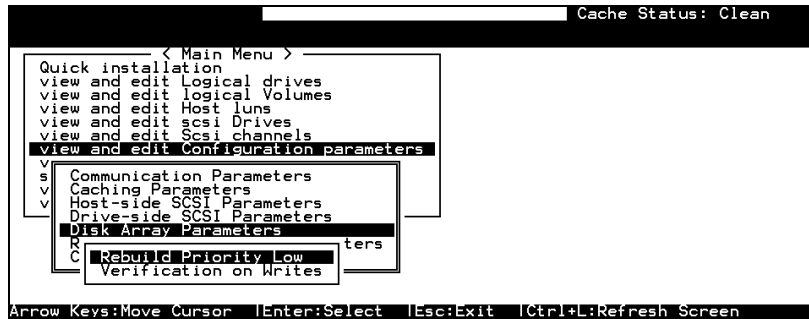 Cache Status: Clean
< Main Menu >
Quick installation
view and edit Logical drives
view and edit logical Volumes
view and edit Host luns
view and edit scsi Drives
view and edit Scsi channels
view and edit Configuration parameters
v
s Communication Parameters
v Caching Parameters
v Host-side SCSI Parameters
Drive-side SCSI Parameters
Disk Array Parameters
R ters
C Rebuild Priority Low
Verification on Writes
Arrow Keys:Move Cursor |Enter:Select |Esc:Exit |Ctrl+L:Refresh Screen